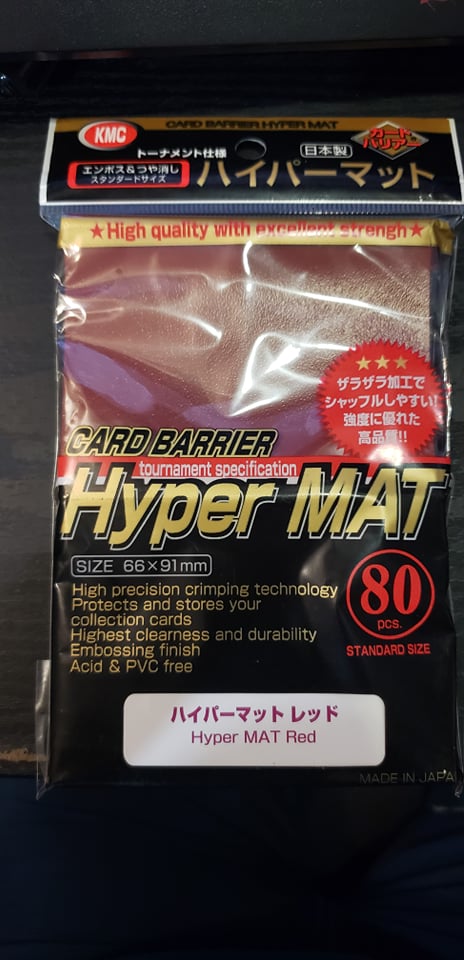 CARD BARRIER HYPER MAT
KMC
トーナメント仕様
日本製
カード
バリアー
エンボス&つや消し
スタンダードサイズ
ハイパーマット
★High quality with excellent strengh★
★★★
ザラザラ加工で
シャッフルしやすい!
強度に優れた
高品質!!
CARD BARRIER
tournament specification
Hyper MAT
SIZE 66×91mm
High precision crimping technology
Protects and stores your
collection cards
Highest clearness and durability
Embossing finish
Acid & PVC free
80
pcs.
STANDARD SIZE
ハイパーマット レッド
Hyper MAT Red
MADE IN JAPAN